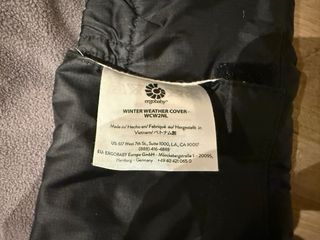 ergobaby
WINTER WEATHER COVER -
WCW2NL
Made in/ Hecho en/ Fabriqué au/ Hergestellt in
Vietnam/ベトナム製
US: 617 West 7th St., Suite 1000, L.A., CA 90017
(888)-416-4888
EU: ERGOBABY Europe GmbH - Mönckebergstraße 11 - 20095,
Hamburg - Germany +49 40 421 065 0